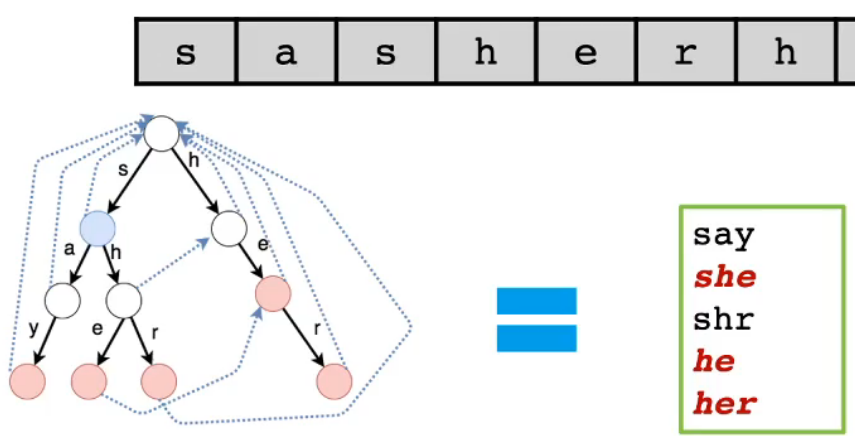 s a s h e r h
s h
a h e
y e r r
say
she
shr
he
her